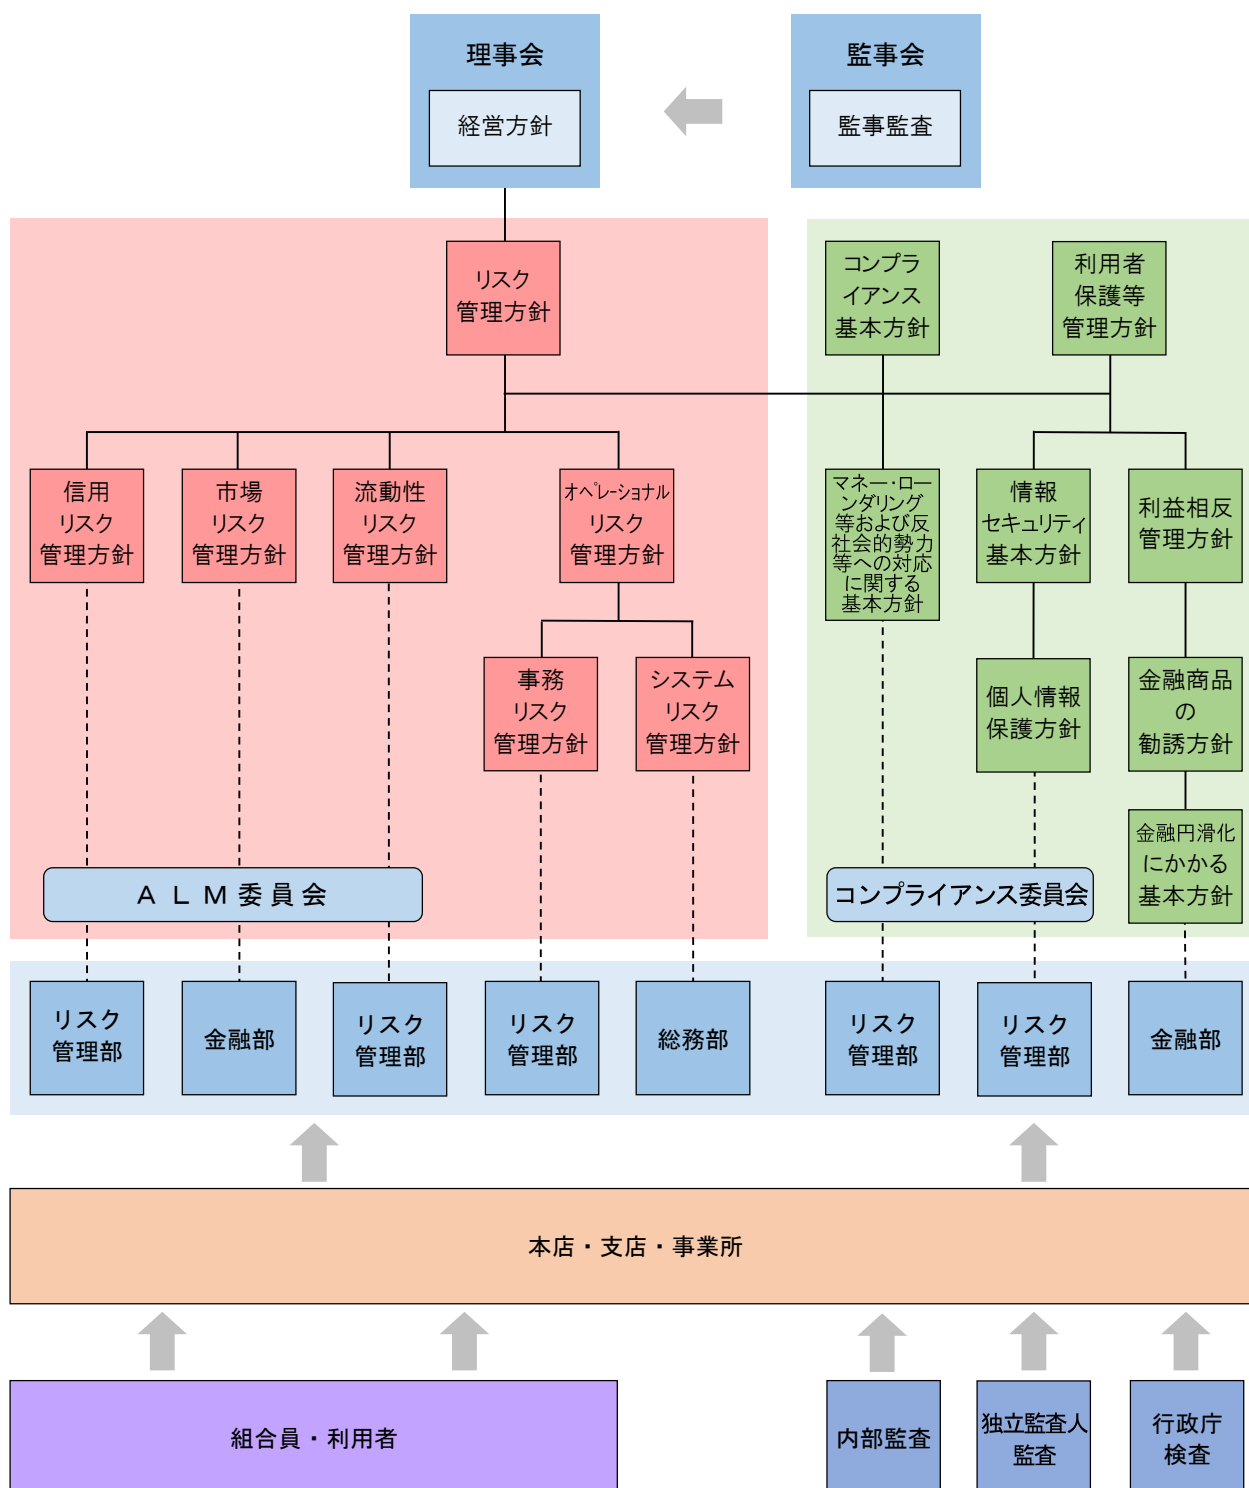 理事会
経営方針
監事会
監事監査
リスク
管理方針
コンプラ
イアンス
基本方針
利用者
保護等
管理方針
信用
リスク
管理方針
市場
リスク
管理方針
流動性
リスク
管理方針
オペレーショナル
リスク
管理方針
マネー・ロー
ンダリング
等および反
社会的勢力
等への対応
に関する
基本方針
情報
セキュリティ
基本方針
利益相反
管理方針
事務
リスク
管理方針
システム
リスク
管理方針
個人情報
保護方針
金融商品
の
勧誘方針
金融円滑化
にかかる
基本方針
ALM委員会
コンプライアンス委員会
リスク
管理部
金融部
リスク
管理部
リスク
管理部
総務部
リスク
管理部
リスク
管理部
金融部
本店・支店・事業所
組合員・利用者
内部監査
独立監査人
監査
行政庁
検査